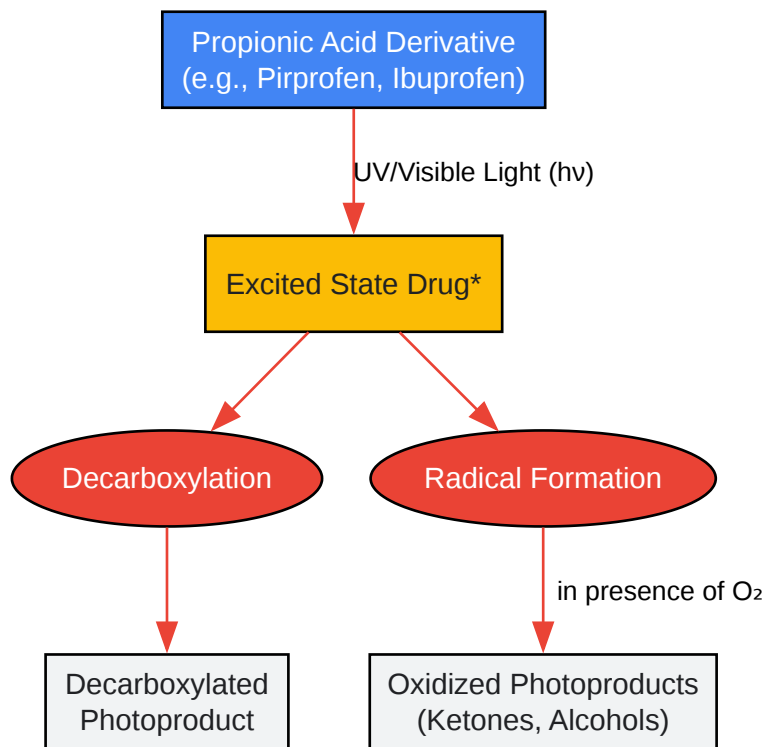 Propionic Acid Derivative
(e.g., Pirprofen, Ibuprofen)
UV/Visible Light (hν)
Excited State Drug*
Decarboxylation
Radical Formation
in presence of O₂
Decarboxylated
Photoproduct
Oxidized Photoproducts
(Ketones, Alcohols)